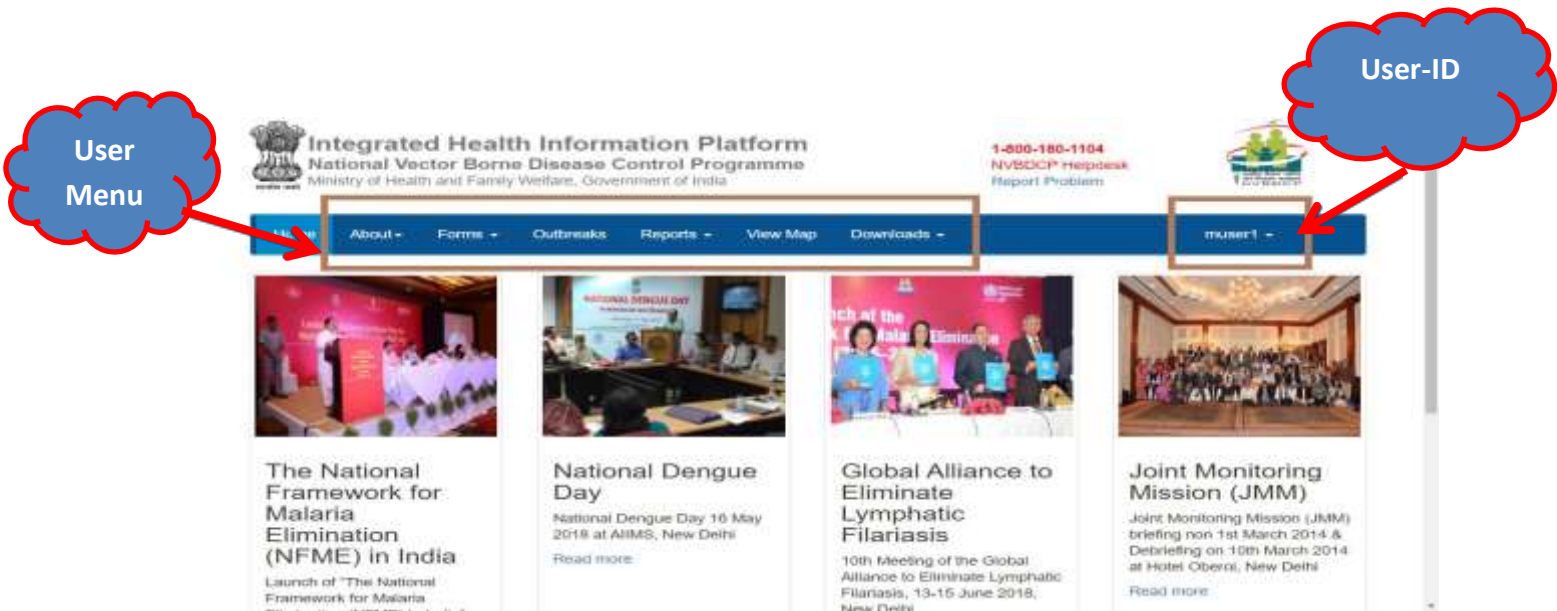 User-ID
User
Menu
Integrated Health Information Platform
National Vector Borne Disease Control Programme
Ministry of Health and Family Welfare, Government of India
1-800-180-1104
NVBDCP Helpdesk
Report Problem
About
Forms
Outbreaks
Reports
View Map
Downloads
muser1
NATIONAL DENGUE DAY
The National
Framework for
Malaria
Elimination
(NFME) in India
Launch of "The National
Framework for Malaria
National Dengue
Day
National Dengue Day 16 May
2018 at AIIMS, New Delhi
Read more
Global Alliance to
Eliminate
Lymphatic
Filariasis
10th Meeting of the Global
Alliance to Eliminate Lymphatic
Filariasis, 13-15 June 2018,
New Delhi
Joint Monitoring
Mission (JMM)
Joint Monitoring Mission (JMM)
briefing non 1st March 2014 &
Debriefing on 10th March 2014
at Hotel Oberoi, New Delhi
Read more